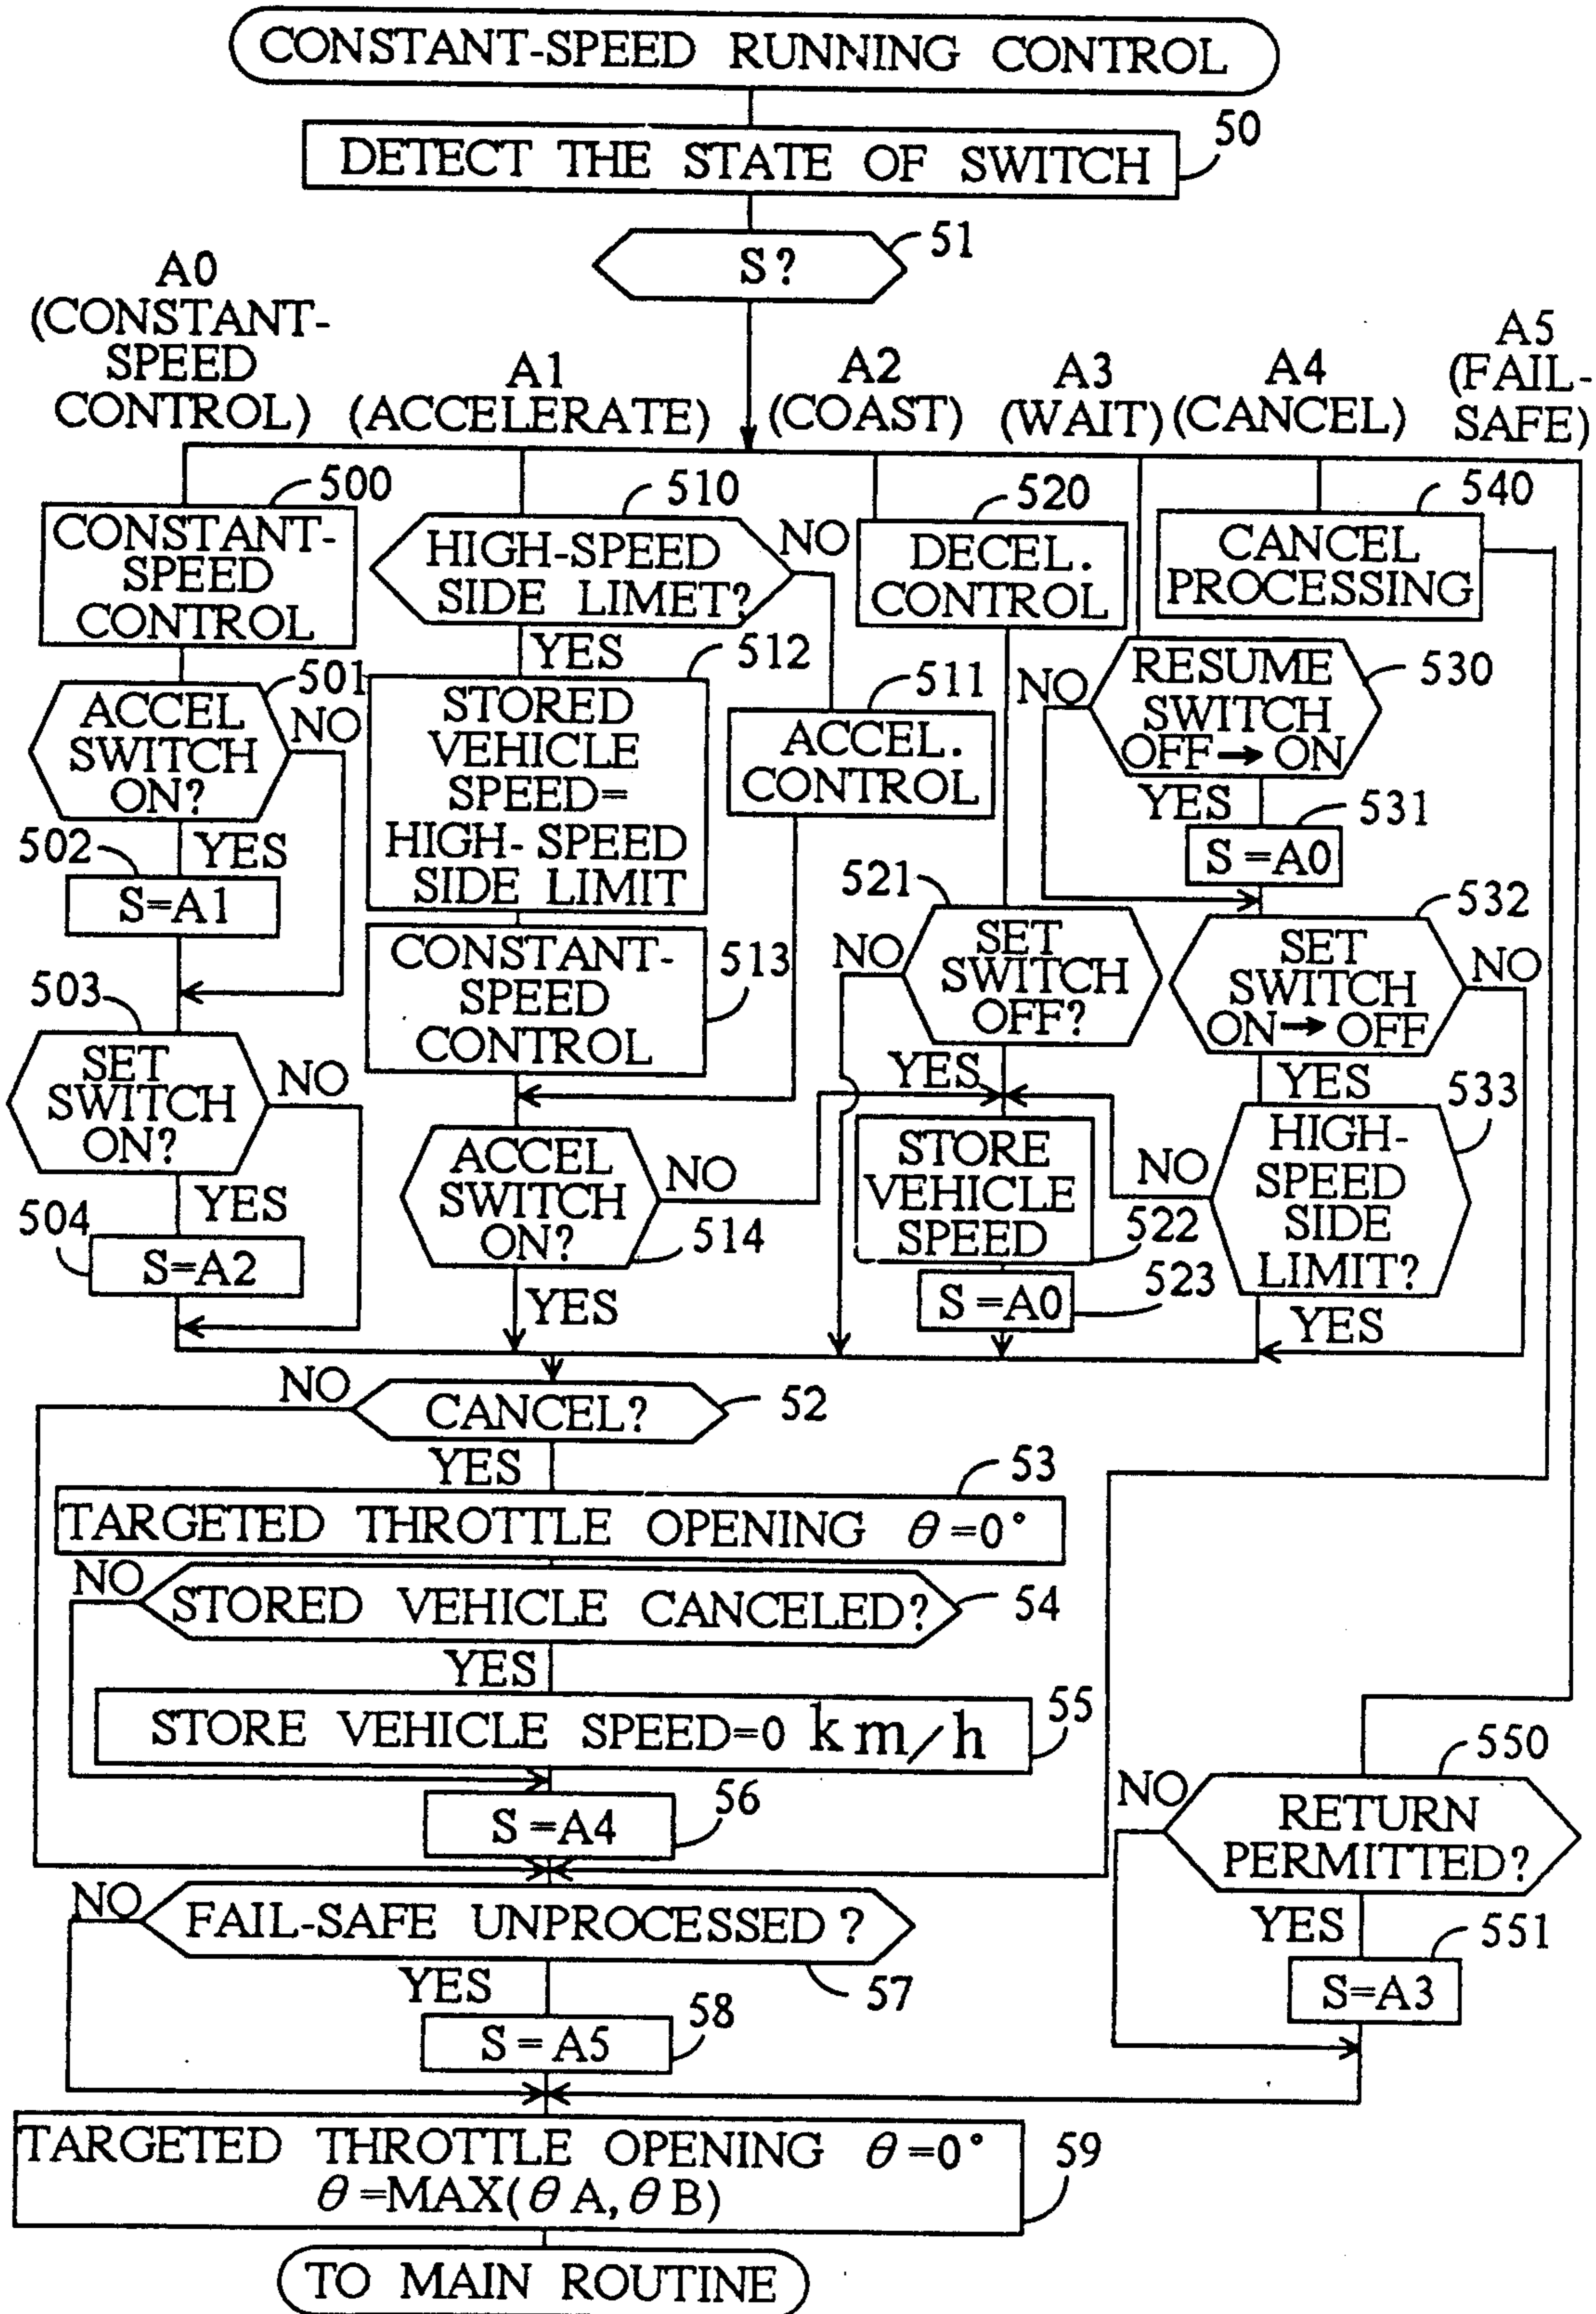 CONSTANT-SPEED RUNNING CONTROL
50
DETECT THE STATE OF SWITCH
51
S?
A0
(CONSTANT-
SPEED
CONTROL)
A1
(ACCELERATE)
A2
(COAST)
A3
(WAIT)
A4
(CANCEL)
A5
(FAIL-
SAFE)
500
CONSTANT-
SPEED
CONTROL
501
ACCEL
SWITCH
ON?
NO
YES
502
S=A1
503
SET
SWITCH
ON?
NO
YES
504
S=A2
510
HIGH-SPEED
SIDE LIMET?
NO
YES
512
STORED
VEHICLE
SPEED=
HIGH- SPEED
SIDE LIMIT
511
ACCEL.
CONTROL
CONSTANT-
SPEED
CONTROL
513
ACCEL
SWITCH
ON?
NO
514
YES
520
DECEL.
CONTROL
521
SET
SWITCH
OFF?
NO
YES
STORE
VEHICLE
SPEED
522
S=A0
523
540
CANCEL
PROCESSING
RESUME
SWITCH
OFF→ON
530
NO
YES
531
S=A0
532
SET
SWITCH
ON→OFF
NO
YES
533
HIGH-
SPEED
SIDE
LIMIT?
NO
YES
NO
CANCEL?
52
YES
53
TARGETED THROTTLE OPENING θ=0°
NO
STORED VEHICLE CANCELED?
54
YES
STORE VEHICLE SPEED=0 km/h
55
56
S=A4
NO
FAIL-SAFE UNPROCESSED?
57
YES
58
S=A5
550
NO
RETURN
PERMITTED?
YES
551
S=A3
TARGETED THROTTLE OPENING θ=0°
θ=MAX(θA,θB)
59
TO MAIN ROUTINE